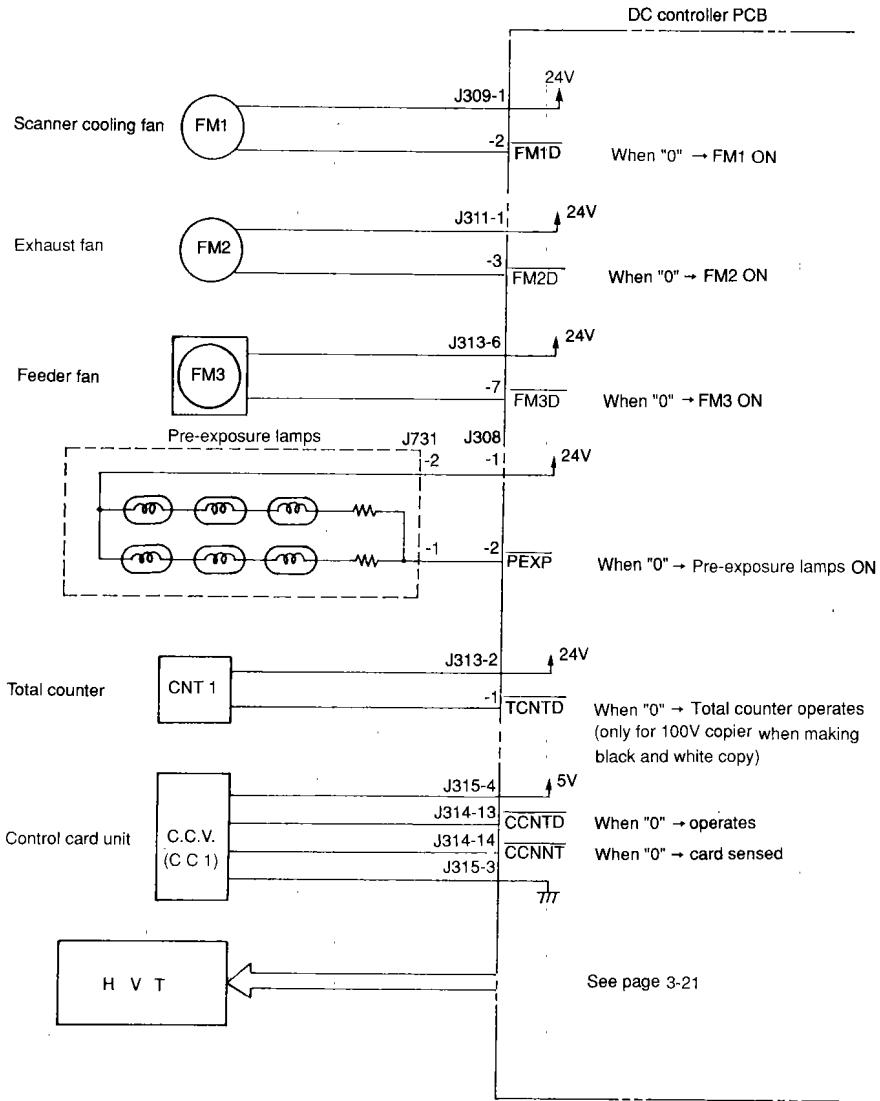 DC controller PCB
24V
J309-1
Scanner cooling fan
FM1
-2
FM1D
When "0" → FM1 ON
J311-1
24V
Exhaust fan
FM2
-3
FM2D
When "0" → FM2 ON
J313-6
24V
Feeder fan
FM3
-7
FM3D
When "0" → FM3 ON
Pre-exposure lamps
J731
J308
-2
-1
24V
-1
-2
PEXP
When "0" → Pre-exposure lamps ON
J313-2
24V
Total counter
CNT 1
-1
TCNTD
When "0" → Total counter operates
(only for 100V copier when making
black and white copy)
J315-4
5V
J314-13
CCNTD
When "0" → operates
Control card unit
C.C.V.
(C C 1)
J314-14
CCNNT
When "0" → card sensed
J315-3
H V T
See page 3-21